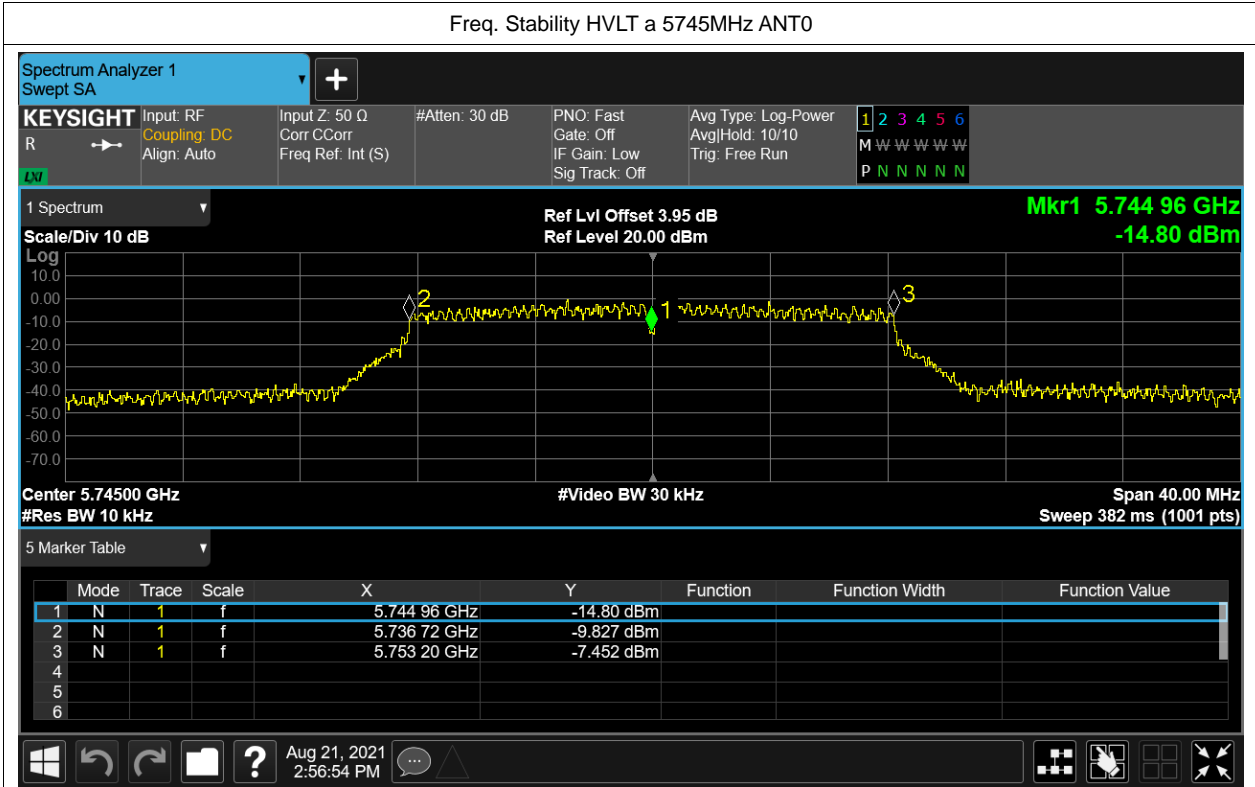 Freq. Stability HVLT a 5745MHz ANT0
Spectrum Analyzer 1
Swept SA
KEYSIGHT
R
LXI
Input: RF
Coupling: DC
Align: Auto
Input Z: 50 Ω
Corr CCorr
Freq Ref: Int (S)
#Atten: 30 dB
PNO: Fast
Gate: Off
IF Gain: Low
Sig Track: Off
Avg Type: Log-Power
Avg|Hold: 10/10
Trig: Free Run
1 2 3 4 5 6
M W W W W W
P N N N N N
1 Spectrum
Scale/Div 10 dB
Ref Lvl Offset 3.95 dB
Ref Level 20.00 dBm
Mkr1 5.744 96 GHz
-14.80 dBm
Log
10.0
0.00
-10.0
-20.0
-30.0
-40.0
-50.0
-60.0
-70.0
2
1
3
Center 5.74500 GHz
#Video BW 30 kHz
Span 40.00 MHz
#Res BW 10 kHz
Sweep 382 ms (1001 pts)
5 Marker Table
Mode Trace Scale X Y Function Function Width Function Value
1 N 1 f 5.744 96 GHz -14.80 dBm
2 N 1 f 5.736 72 GHz -9.827 dBm
3 N 1 f 5.753 20 GHz -7.452 dBm
4
5
6
?
Aug 21, 2021
2:56:54 PM